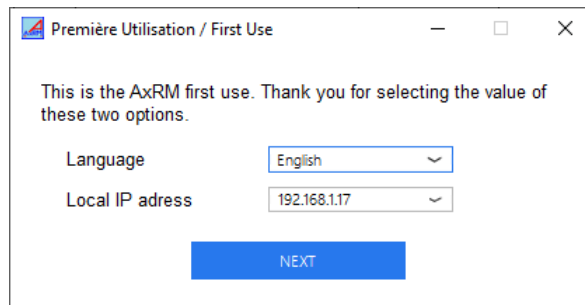 Première Utilisation / First Use
This is the AxRM first use. Thank you for selecting the value of
these two options.
Language English
Local IP adress 192.168.1.17
NEXT